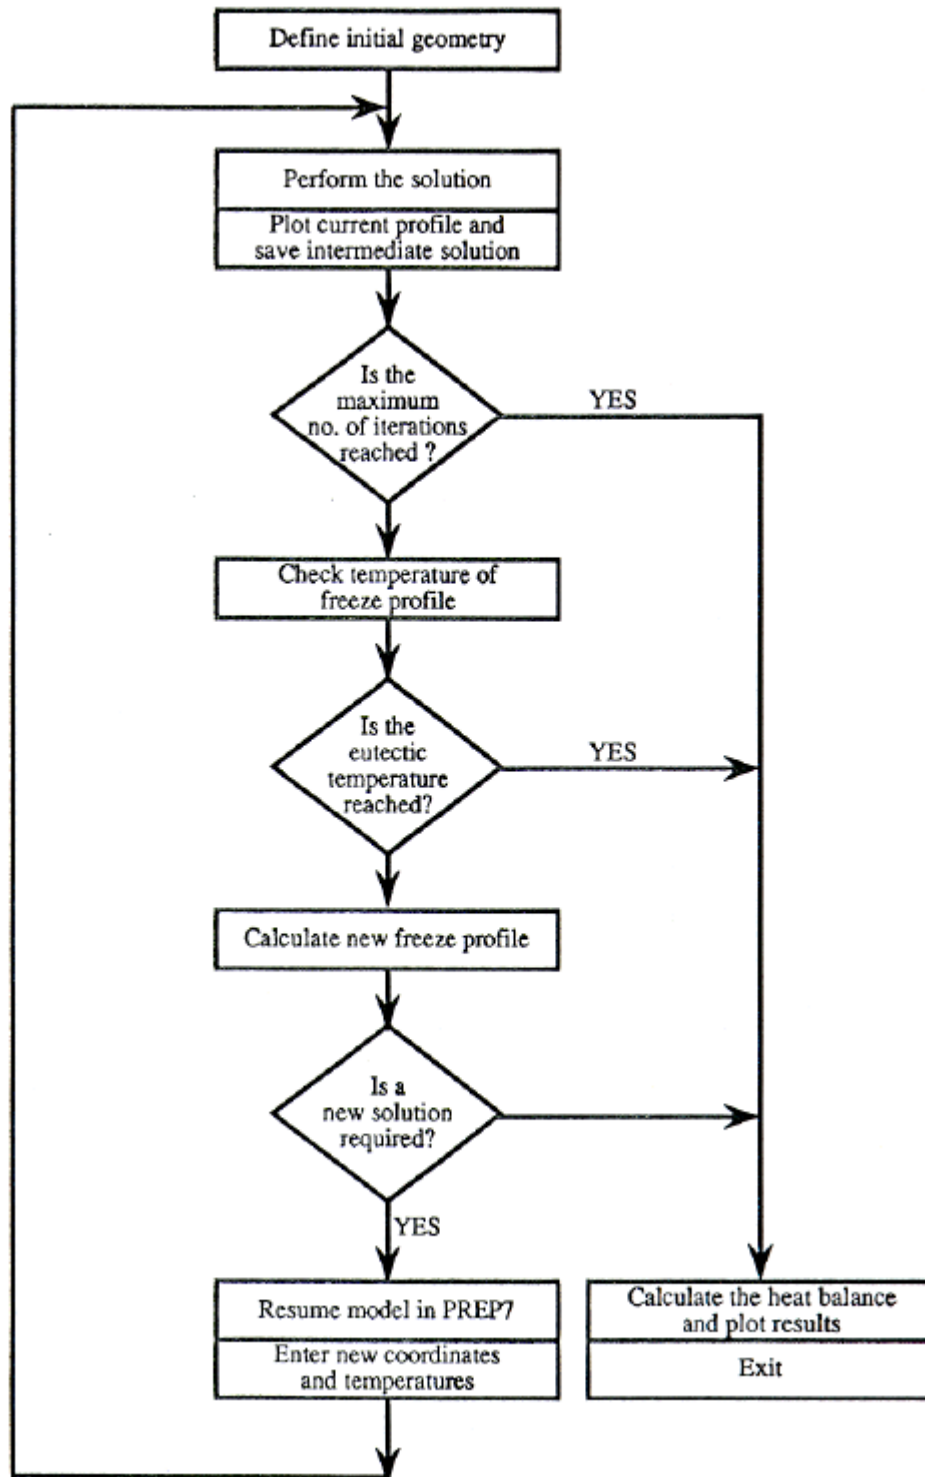 Define initial geometry
Perform the solution
Plot current profile and
save intermediate solution
Is the
maximum
no. of iterations
reached ?
YES
Check temperature of
freeze profile
Is the
eutectic
temperature
reached?
YES
Calculate new freeze profile
Is a
new solution
required?
YES
Resume model in PREP7
Enter new coordinates
and temperatures
Calculate the heat balance
and plot results
Exit